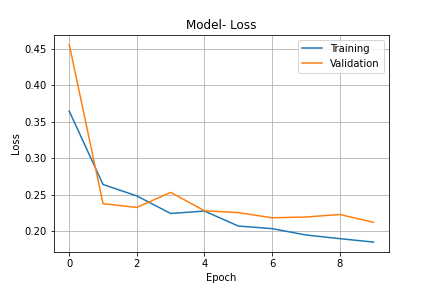 Model- Loss
Training
Validation
0.45
0.40
0.35
0.30
0.25
0.20
Loss
0 2 4 6 8
Epoch